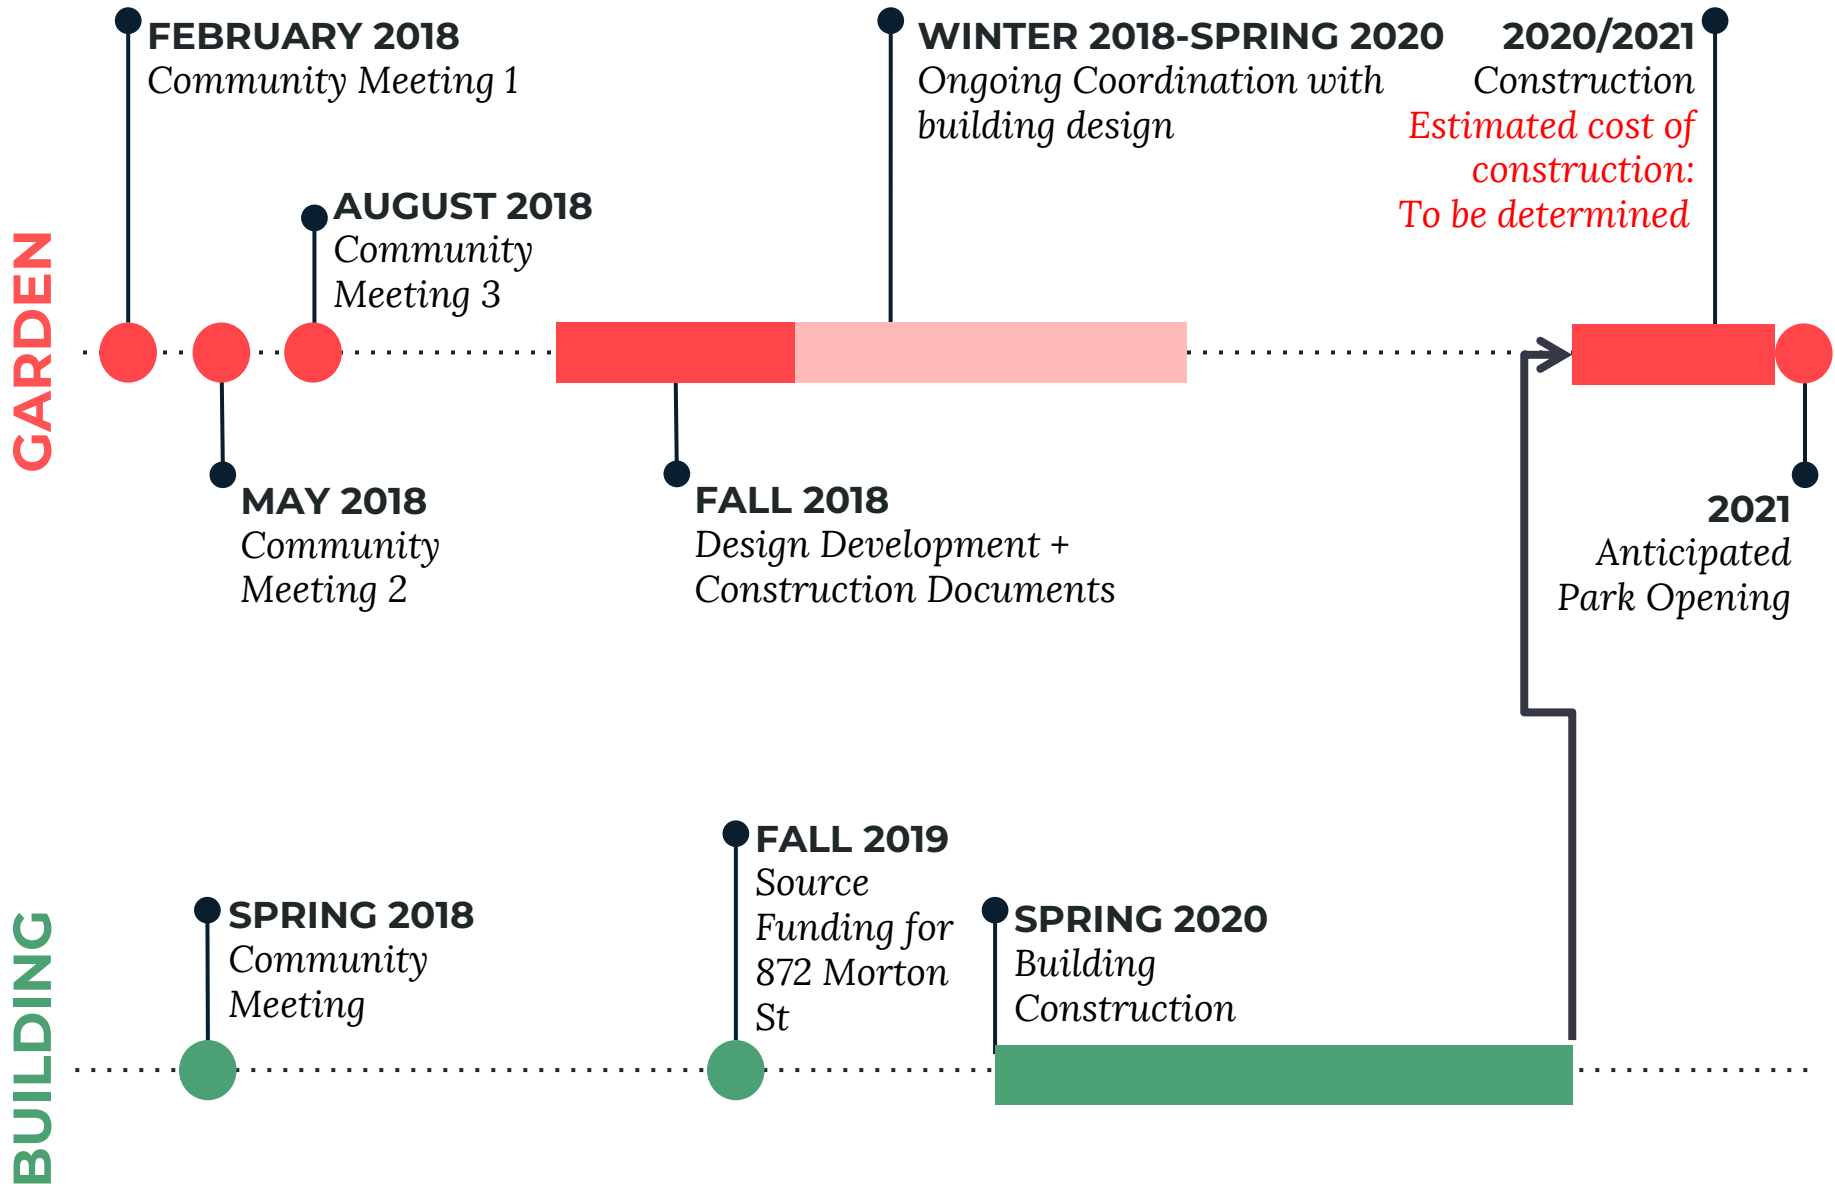 GARDEN
FEBRUARY 2018
Community Meeting 1
MAY 2018
Community
Meeting 2
AUGUST 2018
Community
Meeting 3
FALL 2018
Design Development +
Construction Documents
WINTER 2018-SPRING 2020
Ongoing Coordination with
building design
2020/2021
Construction
Estimated cost of
construction:
To be determined
2021
Anticipated
Park Opening
BUILDING
SPRING 2018
Community
Meeting
FALL 2019
Source
Funding for
872 Morton
St
SPRING 2020
Building
Construction